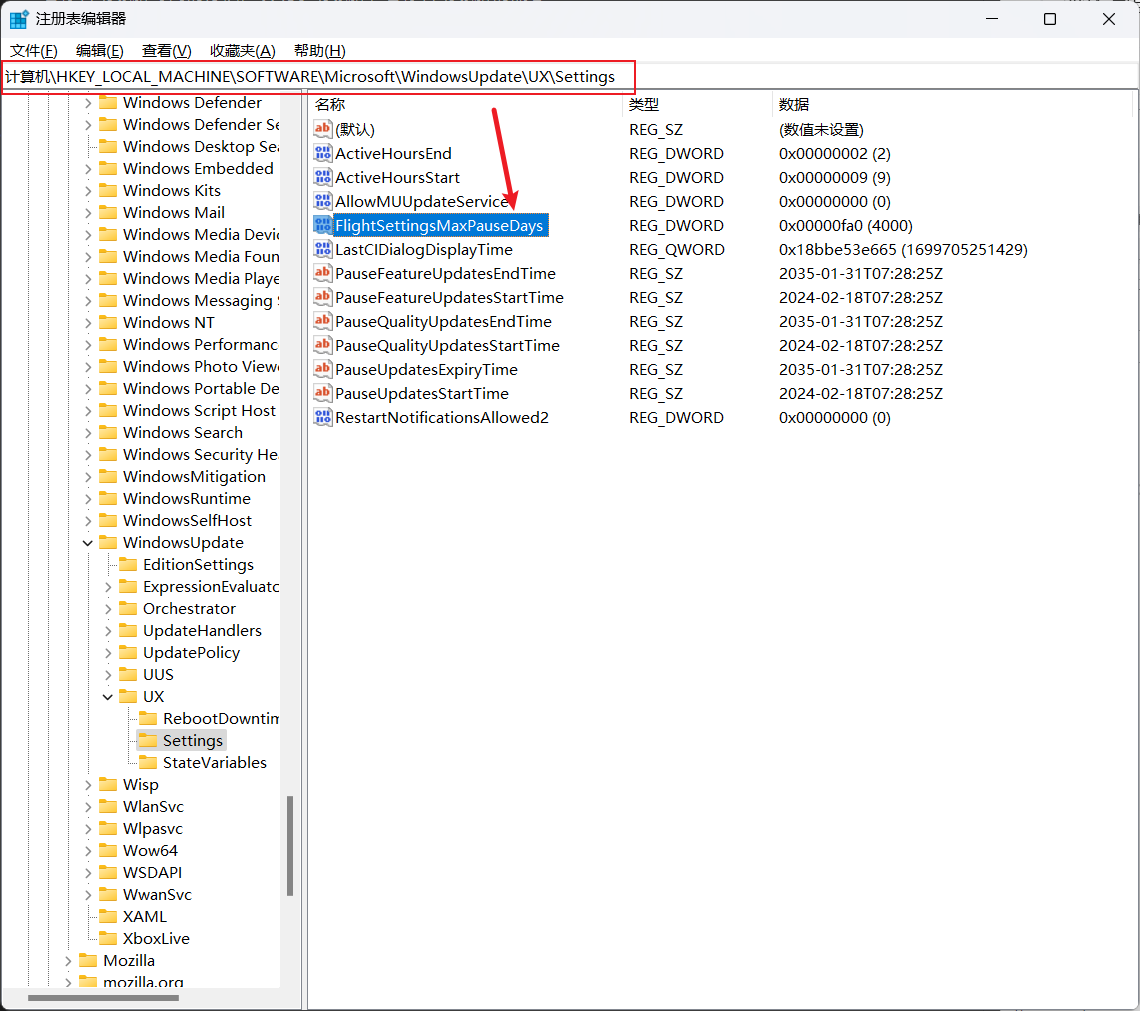 注册表编辑器
文件(F) 编辑(E) 查看(V) 收藏夹(A) 帮助(H)
计算机\HKEY_LOCAL_MACHINE\SOFTWARE\Microsoft\WindowsUpdate\UX\Settings
Windows Defender
Windows Defender Se
Windows Desktop Sea
Windows Embedded
Windows Kits
Windows Mail
Windows Media Devic
Windows Media Foun
Windows Media Playe
Windows Messaging
Windows NT
Windows Performanc
Windows Photo Viewe
Windows Portable De
Windows Script Host
Windows Search
Windows Security He
WindowsMitigation
WindowsRuntime
WindowsSelfHost
WindowsUpdate
EditionSettings
ExpressionEvaluato
Orchestrator
UpdateHandlers
UpdatePolicy
UUS
UX
RebootDowntim
Settings
StateVariables
Wisp
WlanSvc
Wlpasvc
Wow64
WSDAPI
WwanSvc
XAML
XboxLive
Mozilla
mozilla.org
名称 类型 数据
(默认) REG_SZ (数值未设置)
ActiveHoursEnd REG_DWORD 0x00000002 (2)
ActiveHoursStart REG_DWORD 0x00000009 (9)
AllowMUUpdateService REG_DWORD 0x00000000 (0)
FlightSettingsMaxPauseDays REG_DWORD 0x00000fa0 (4000)
LastCIDialogDisplayTime REG_QWORD 0x18bbe53e665 (1699705251429)
PauseFeatureUpdatesEndTime REG_SZ 2035-01-31T07:28:25Z
PauseFeatureUpdatesStartTime REG_SZ 2024-02-18T07:28:25Z
PauseQualityUpdatesEndTime REG_SZ 2035-01-31T07:28:25Z
PauseQualityUpdatesStartTime REG_SZ 2024-02-18T07:28:25Z
PauseUpdatesExpiryTime REG_SZ 2035-01-31T07:28:25Z
PauseUpdatesStartTime REG_SZ 2024-02-18T07:28:25Z
RestartNotificationsAllowed2 REG_DWORD 0x00000000 (0)